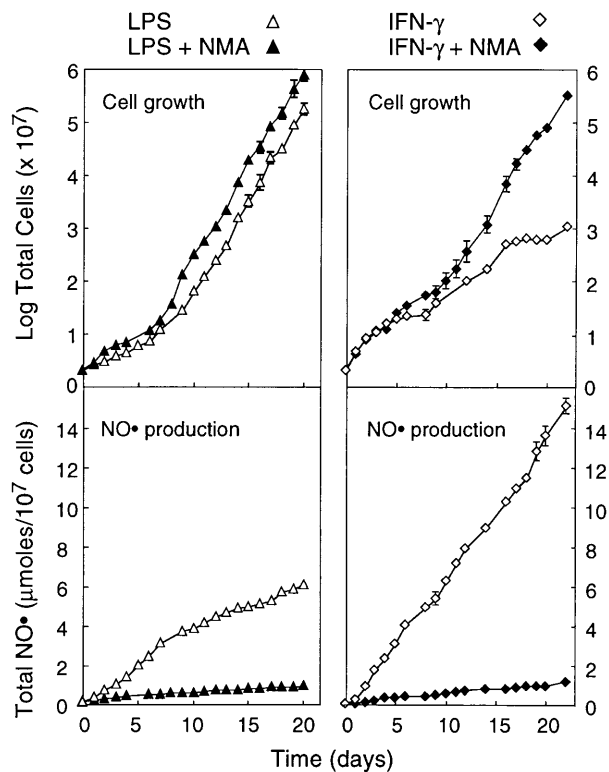 LPS △
LPS + NMA ▲
IFN-γ ◇
IFN-γ + NMA ◆
Log Total Cells (x 10⁷)
6
5
4
3
2
1
0
Cell growth
Cell growth
6
5
4
3
2
1
0
Total NO• (μmoles/10⁷ cells)
14
12
10
8
6
4
2
0
NO• production
NO• production
14
12
10
8
6
4
2
0
0 5 10 15 20
0 5 10 15 20
Time (days)